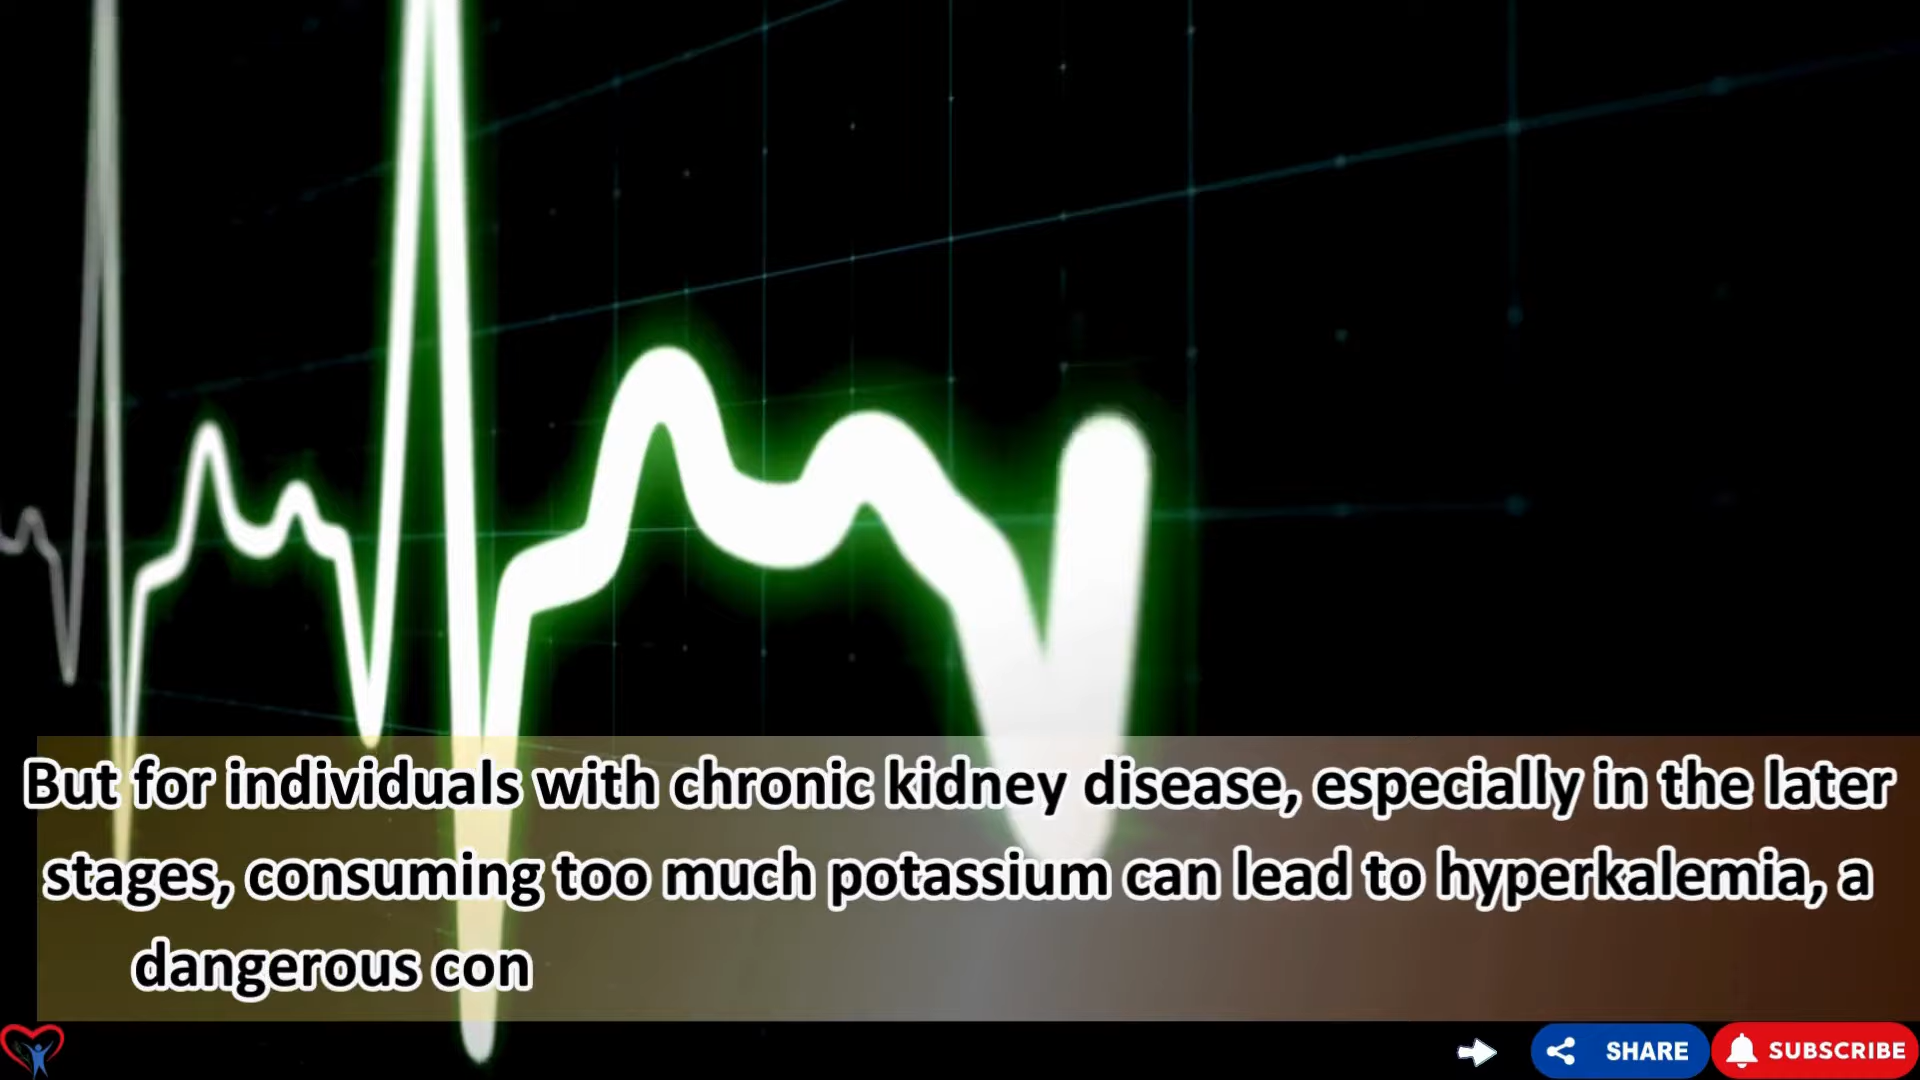 But for individuals with chronic kidney disease, especially in the later
stages, consuming too much potassium can lead to hyperkalemia, a
dangerous con
SHARE
SUBSCRIBE